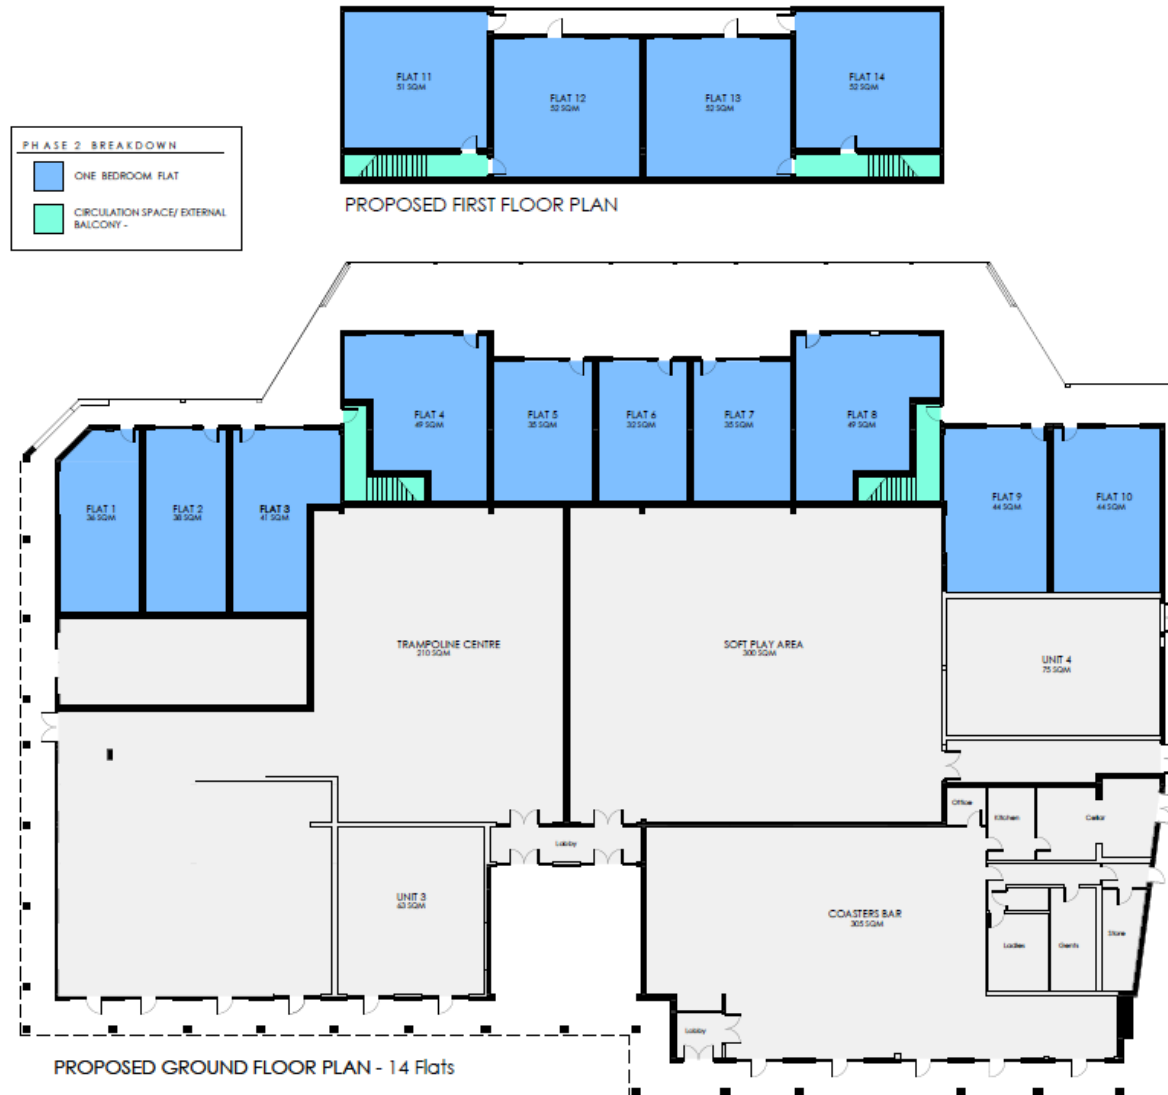 FLAT 11
51 SQM
FLAT 12
52 SQM
FLAT 13
52 SQM
FLAT 14
52 SQM
PHASE 2 BREAKDOWN
ONE BEDROOM FLAT
CIRCULATION SPACE/ EXTERNAL
BALCONY -
PROPOSED FIRST FLOOR PLAN
FLAT 1
36 SQM
FLAT 2
38 SQM
FLAT 3
41 SQM
FLAT 4
49 SQM
FLAT 5
35 SQM
FLAT 6
32 SQM
FLAT 7
35 SQM
FLAT 8
49 SQM
FLAT 9
44 SQM
FLAT 10
44 SQM
TRAMPOLINE CENTRE
210 SQM
SOFT PLAY AREA
300 SQM
UNIT 4
75 SQM
Office
Kitchen
Cellar
Lobby
UNIT 3
63 SQM
COASTERS BAR
305 SQM
Ladies
Gents
Store
Lobby
PROPOSED GROUND FLOOR PLAN - 14 Flats